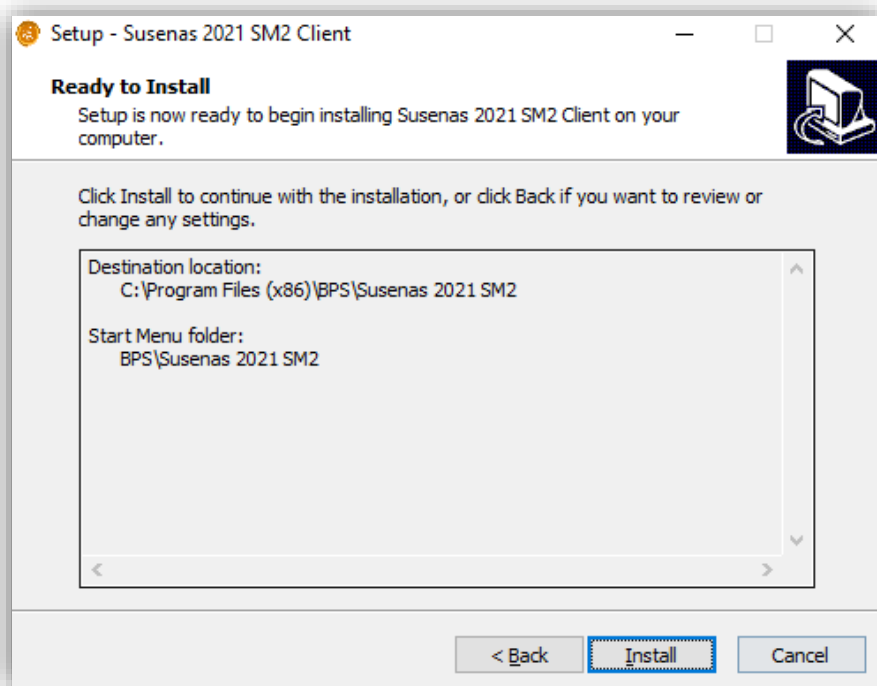 Setup - Susenas 2021 SM2 Client
Ready to Install
Setup is now ready to begin installing Susenas 2021 SM2 Client on your
computer.
Click Install to continue with the installation, or click Back if you want to review or
change any settings.
Destination location:
C:\Program Files (x86)\BPS\Susenas 2021 SM2
Start Menu folder:
BPS\Susenas 2021 SM2
< Back
Install
Cancel